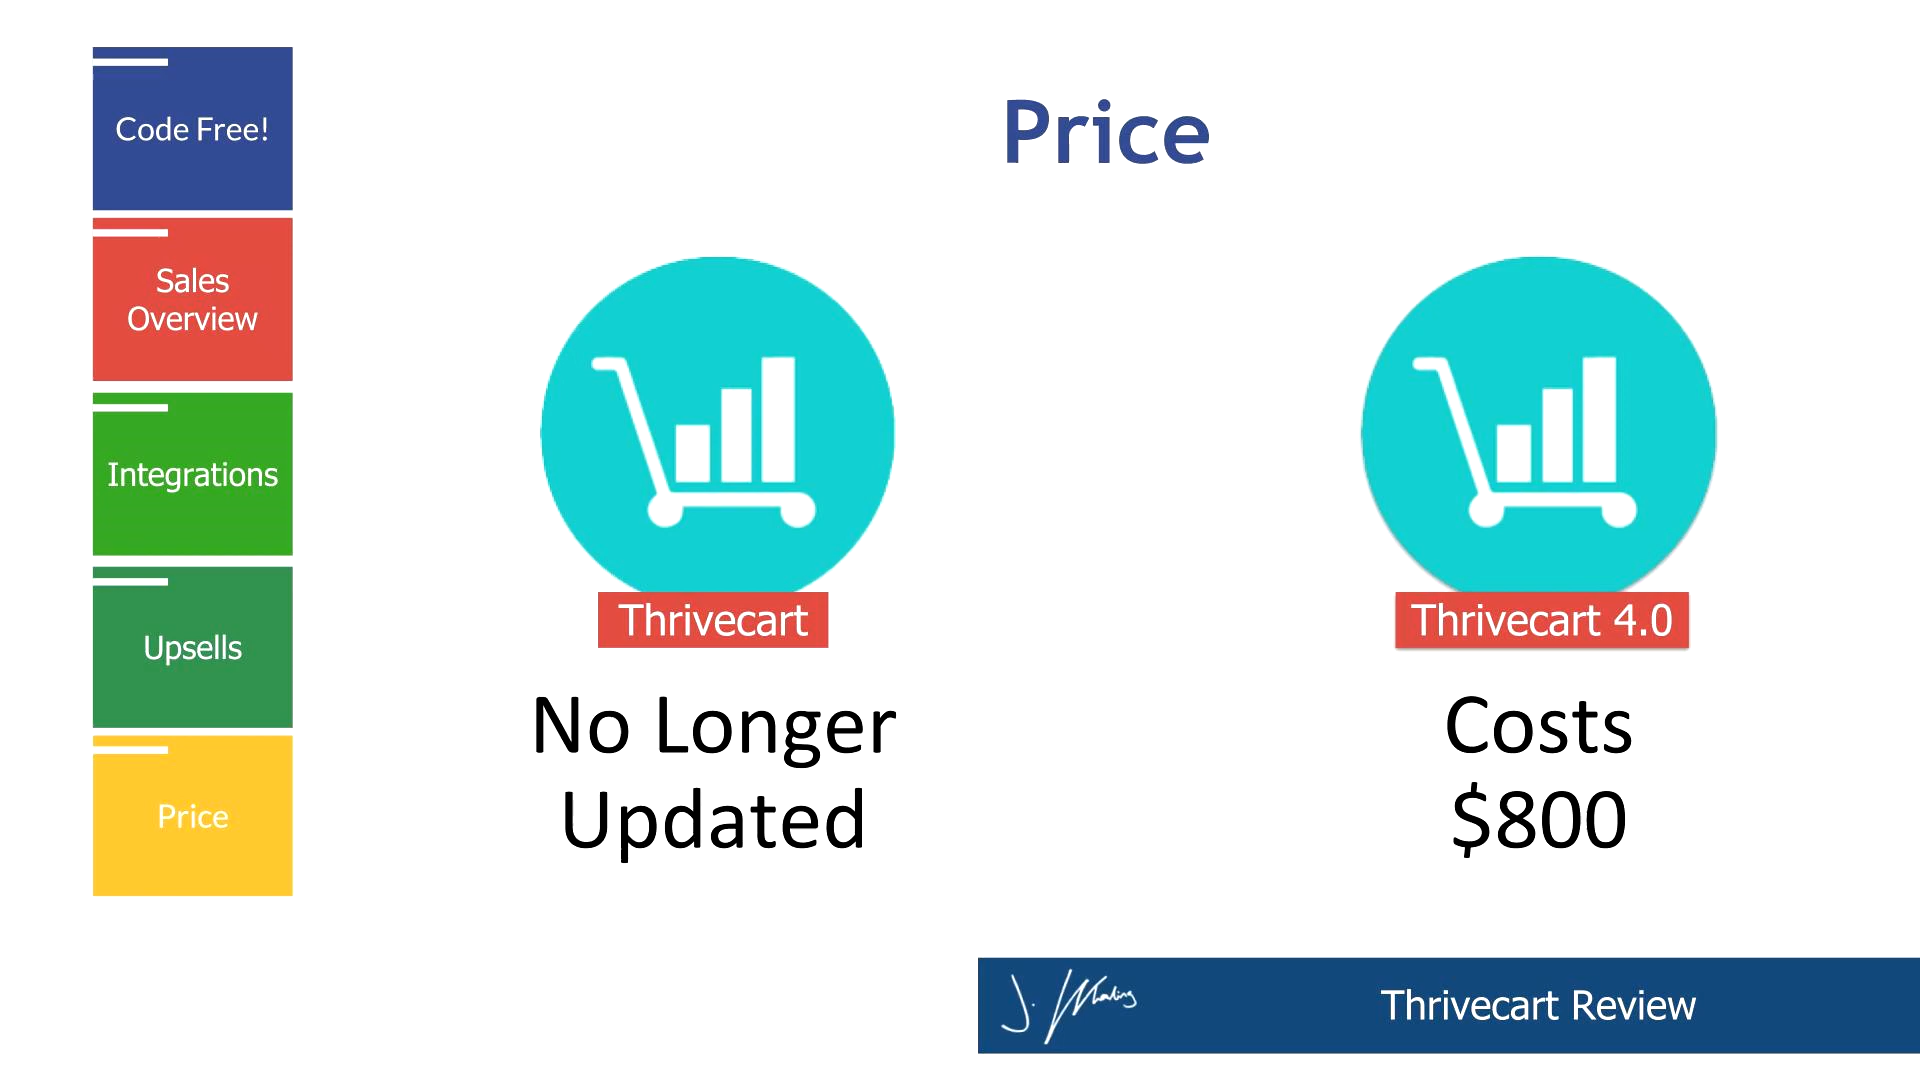 Code Free!
Sales
Overview
Integrations
Upsells
Price
Price
Thrivecart
No Longer
Updated
Thrivecart 4.0
Costs
$800
Thrivecart Review